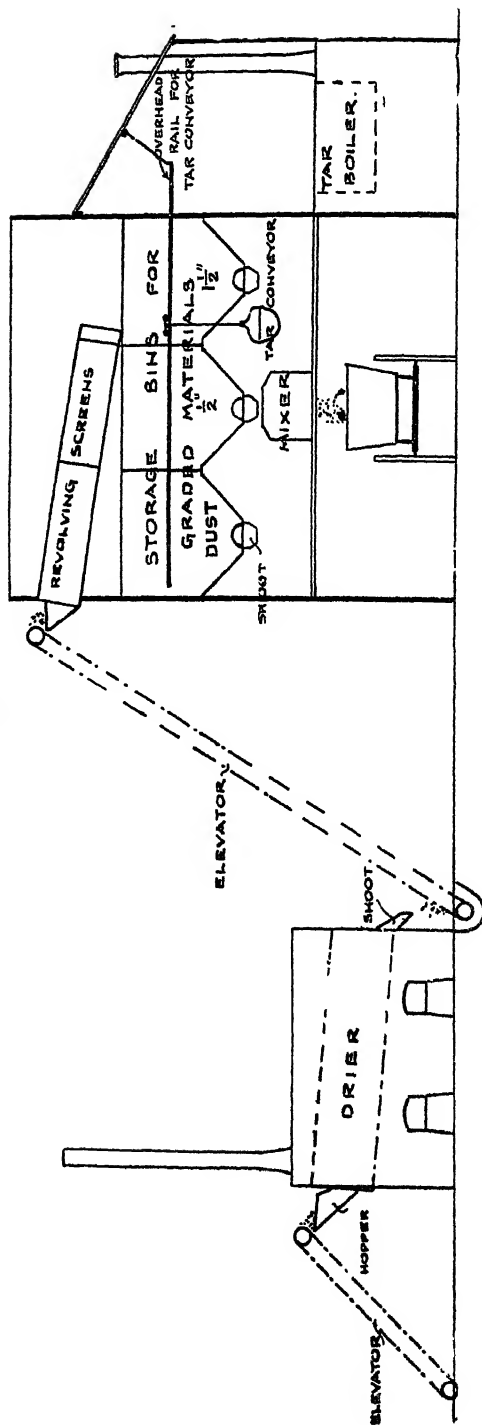 ELEVATOR
HOPPER
DRIER
SHOOT
ELEVATOR
REVOLVING SCREENS
STORAGE BINS FOR
GRADED MATERIALS
DUST
1/2"
1 1/2"
SHOOT
MIXER
TAR CONVEYOR
OVERHEAD
RAIL FOR
TAR CONVEYOR
TAR
BOILER.